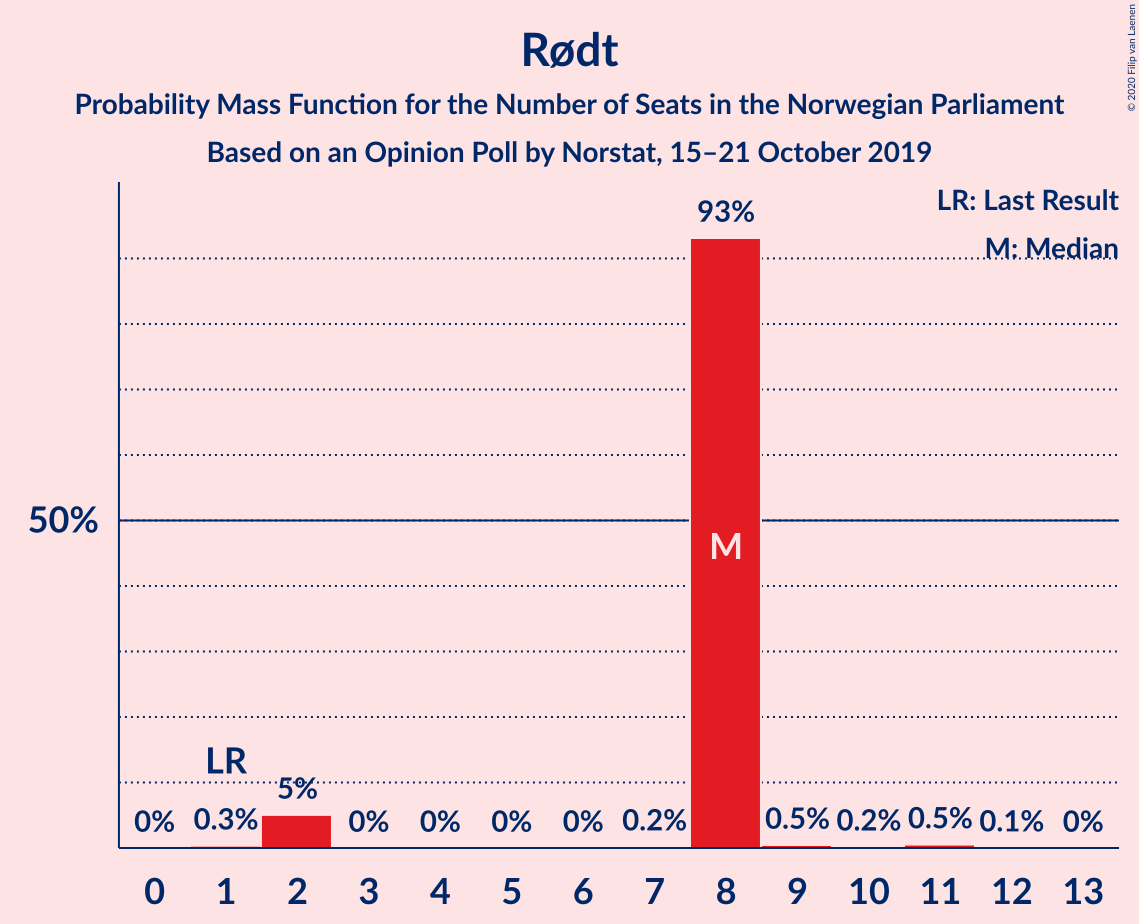 Rødt
Probability Mass Function for the Number of Seats in the Norwegian Parliament
Based on an Opinion Poll by Norstat, 15–21 October 2019
© 2020 Filip van Laenen
LR: Last Result
M: Median
93%
50%
M
LR
5%
0% 0.3% 0% 0% 0% 0% 0.2% 0.5% 0.2% 0.5% 0.1% 0%
0 1 2 3 4 5 6 7 8 9 10 11 12 13